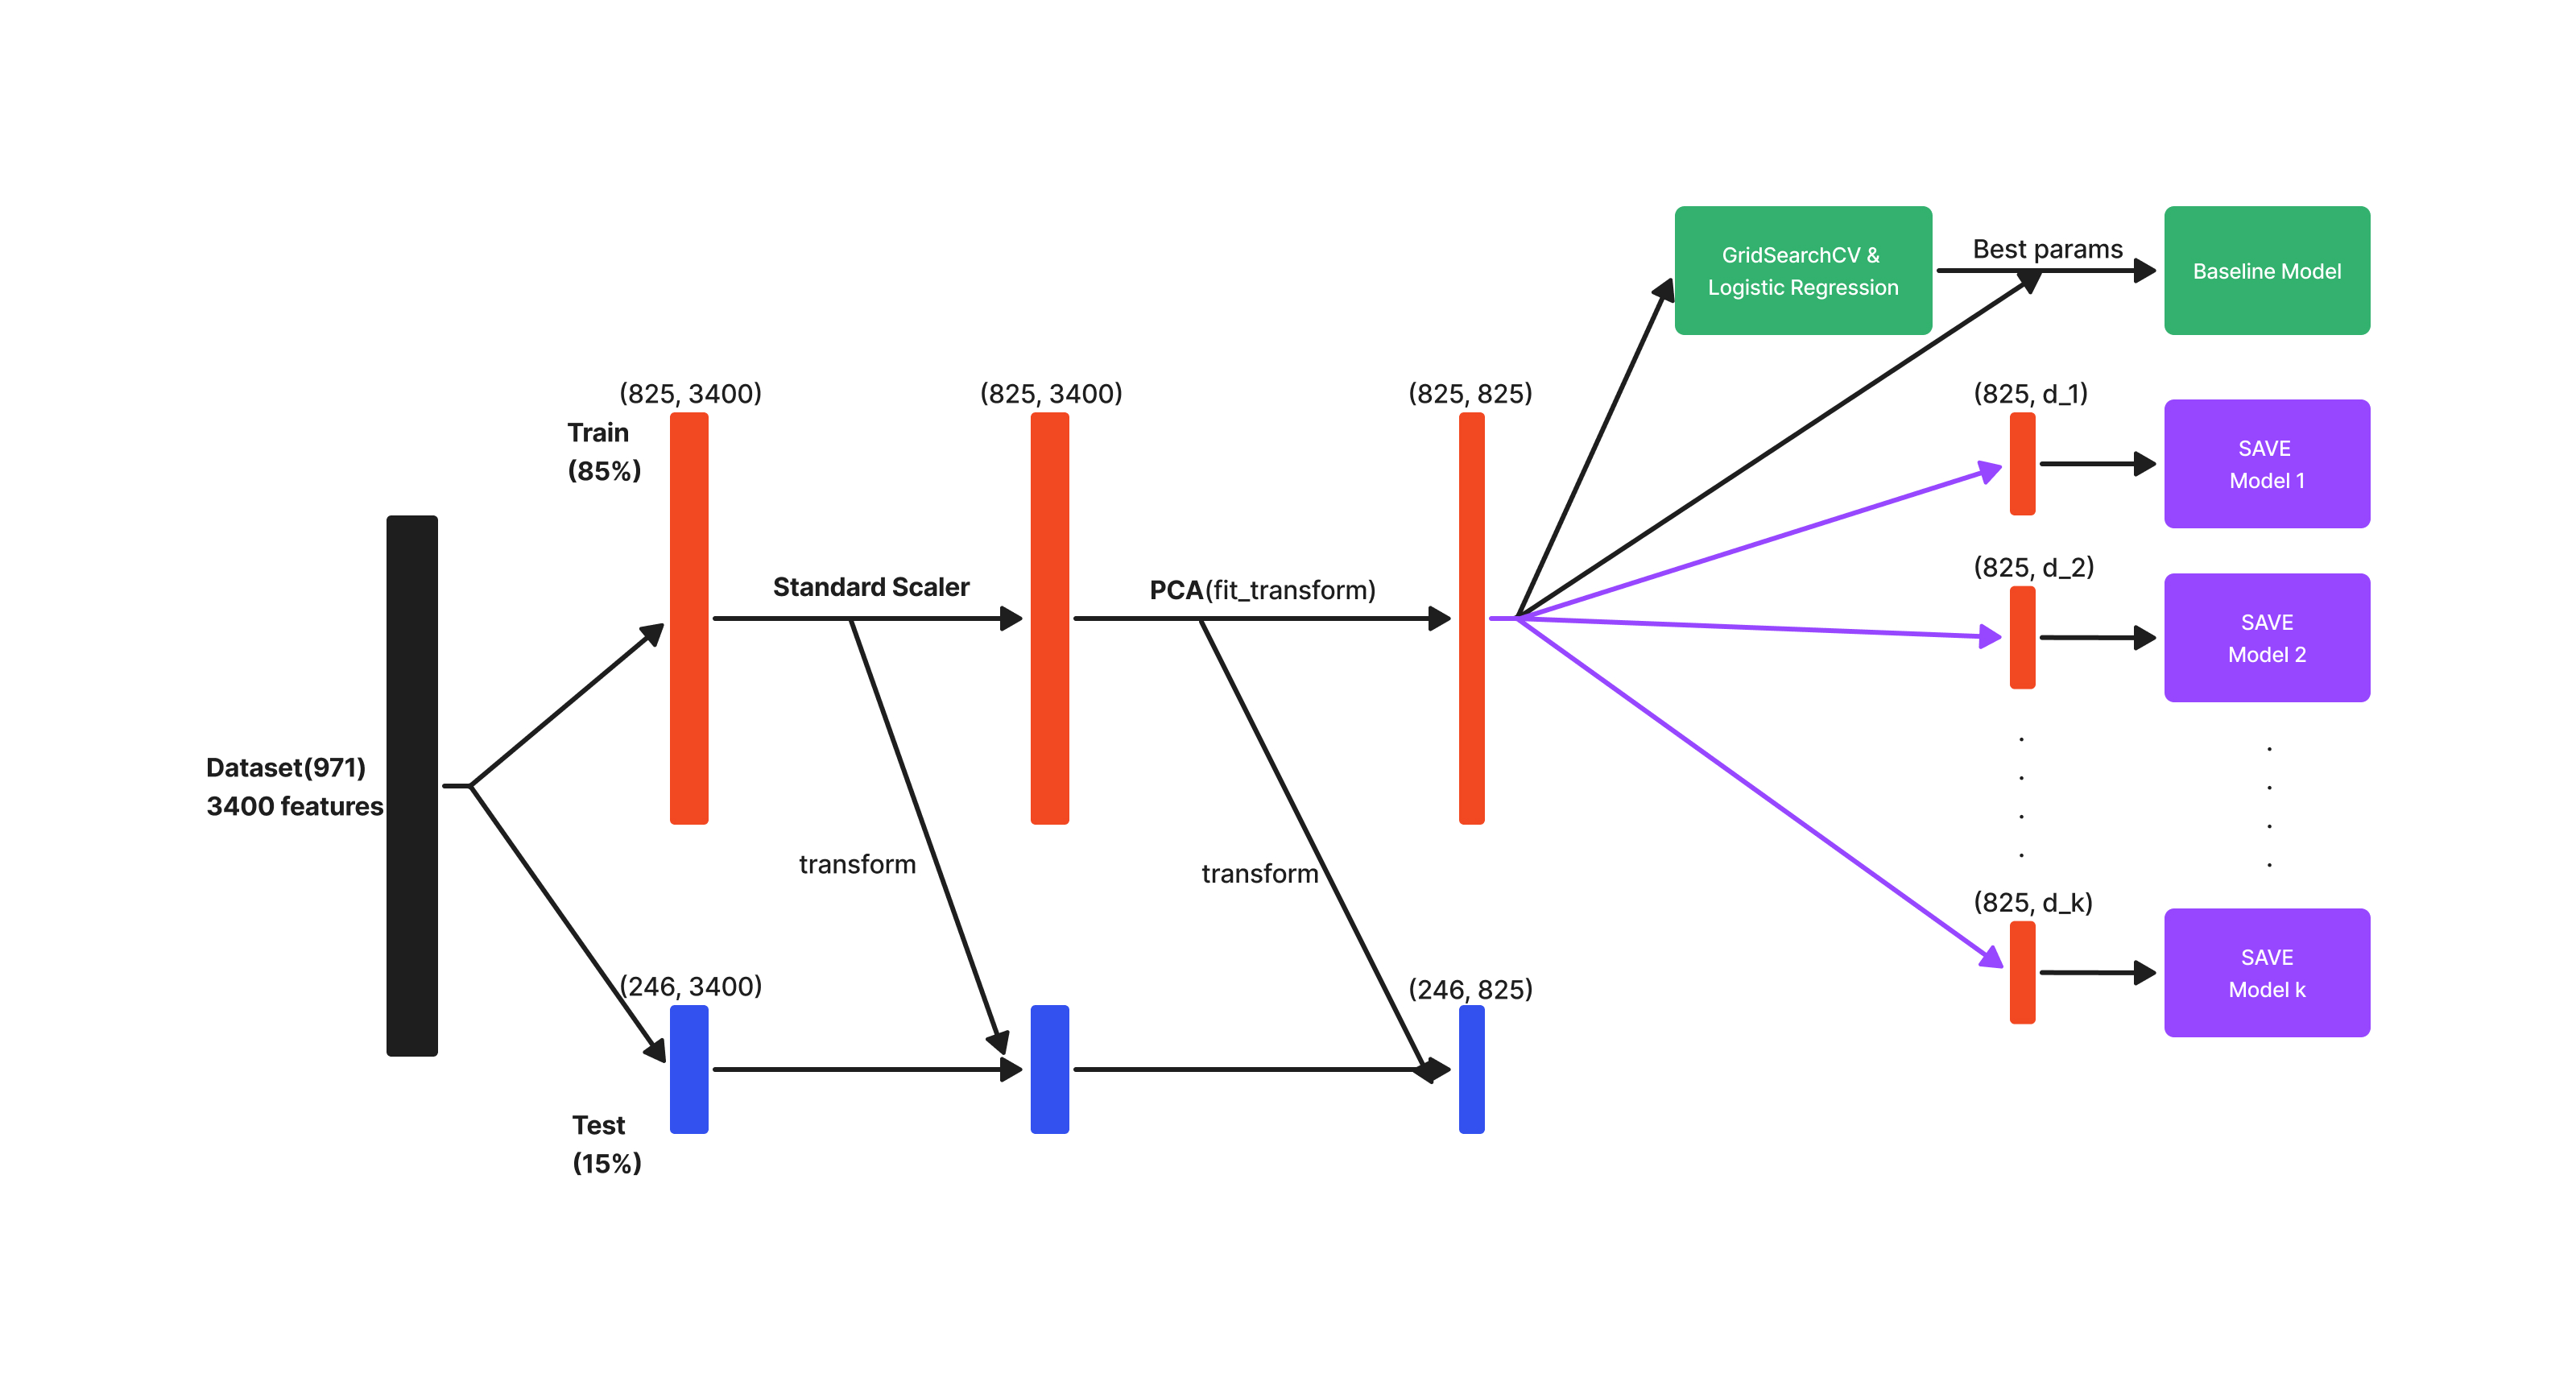 GridSearchCV &
Logistic Regression
Best params
Baseline Model
(825, 3400)
(825, 3400)
(825, 825)
(825, d_1)
Train
(85%)
SAVE
Model 1
Standard Scaler
PCA(fit_transform)
(825, d_2)
SAVE
Model 2
Dataset(971)
3400 features
transform
transform
(825, d_k)
SAVE
Model k
(246, 3400)
(246, 825)
Test
(15%)